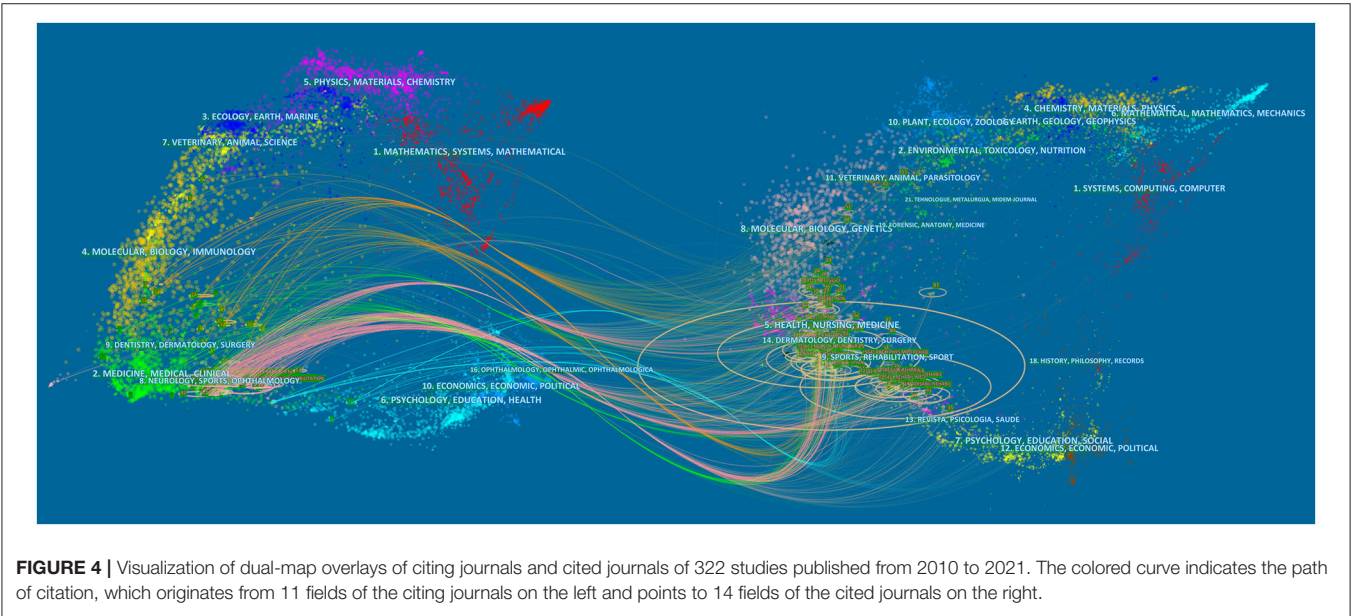 5. PHYSICS, MATERIALS, CHEMISTRY
3. ECOLOGY, EARTH, MARINE
7. VETERINARY, ANIMAL, SCIENCE
1. MATHEMATICS, SYSTEMS, MATHEMATICAL
4. MOLECULAR, BIOLOGY, IMMUNOLOGY
9. DENTISTRY, DERMATOLOGY, SURGERY
2. MEDICINE, MEDICAL, CLINICAL
8. NEUROLOGY, SPORTS, OPHTHALMOLOGY
16. OPHTHALMOLOGY, OPHTHALMIC, OPHTHALMOLOGICA
10. ECONOMICS, ECONOMIC, POLITICAL
6. PSYCHOLOGY, EDUCATION, HEALTH
4. CHEMISTRY, MATERIALS, PHYSICS
6. MATHEMATICAL, MATHEMATICS, MECHANICS
10. PLANT, ECOLOGY, ZOOLOGY
EARTH, GEOLOGY, GEOPHYSICS
2. ENVIRONMENTAL, TOXICOLOGY, NUTRITION
11. VETERINARY, ANIMAL, PARASITOLOGY
1. SYSTEMS, COMPUTING, COMPUTER
21. TEHNOLOGIJE, METALURGIJA, MIDEM-JOURNAL
8. MOLECULAR, BIOLOGY, GENETICS
FORENSIC, ANATOMY, MEDICINE
5. HEALTH, NURSING, MEDICINE
14. DERMATOLOGY, DENTISTRY, SURGERY
9. SPORTS, REHABILITATION, SPORT
18. HISTORY, PHILOSOPHY, RECORDS
13. REVISTA, PSICOLOGIA, SAUDE
7. PSYCHOLOGY, EDUCATION, SOCIAL
12. ECONOMICS, ECONOMIC, POLITICAL
FIGURE 4 | Visualization of dual-map overlays of citing journals and cited journals of 322 studies published from 2010 to 2021. The colored curve indicates the path
of citation, which originates from 11 fields of the citing journals on the left and points to 14 fields of the cited journals on the right.